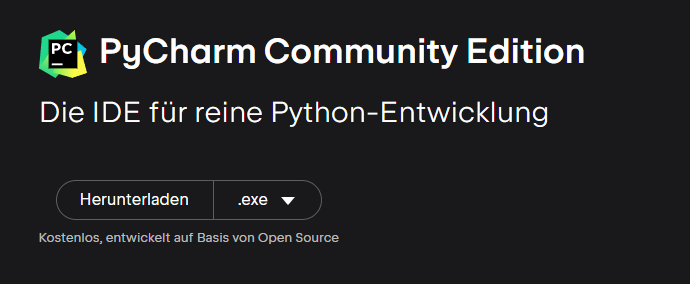 PC
PyCharm Community Edition
Die IDE für reine Python-Entwicklung
Herunterladen .exe
Kostenlos, entwickelt auf Basis von Open Source